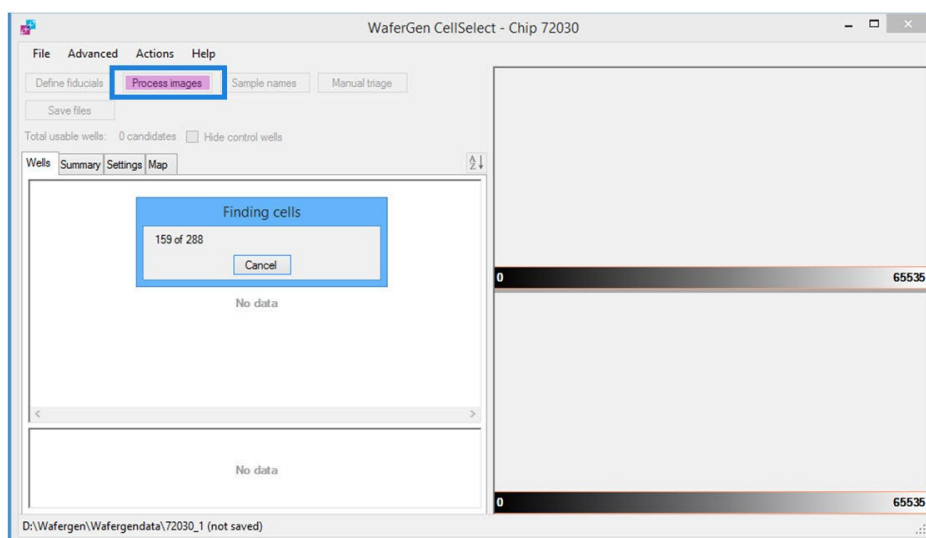 WaferGen CellSelect - Chip 72030
File Advanced Actions Help
Define fiducials Process images Sample names Manual triage
Save files
Total usable wells: 0 candidates Hide control wells
Wells Summary Settings Map
Finding cells
159 of 288
Cancel
0 65535
No data
No data
0 65535
D:\Wafergen\Wafergendata\72030_1 (not saved)